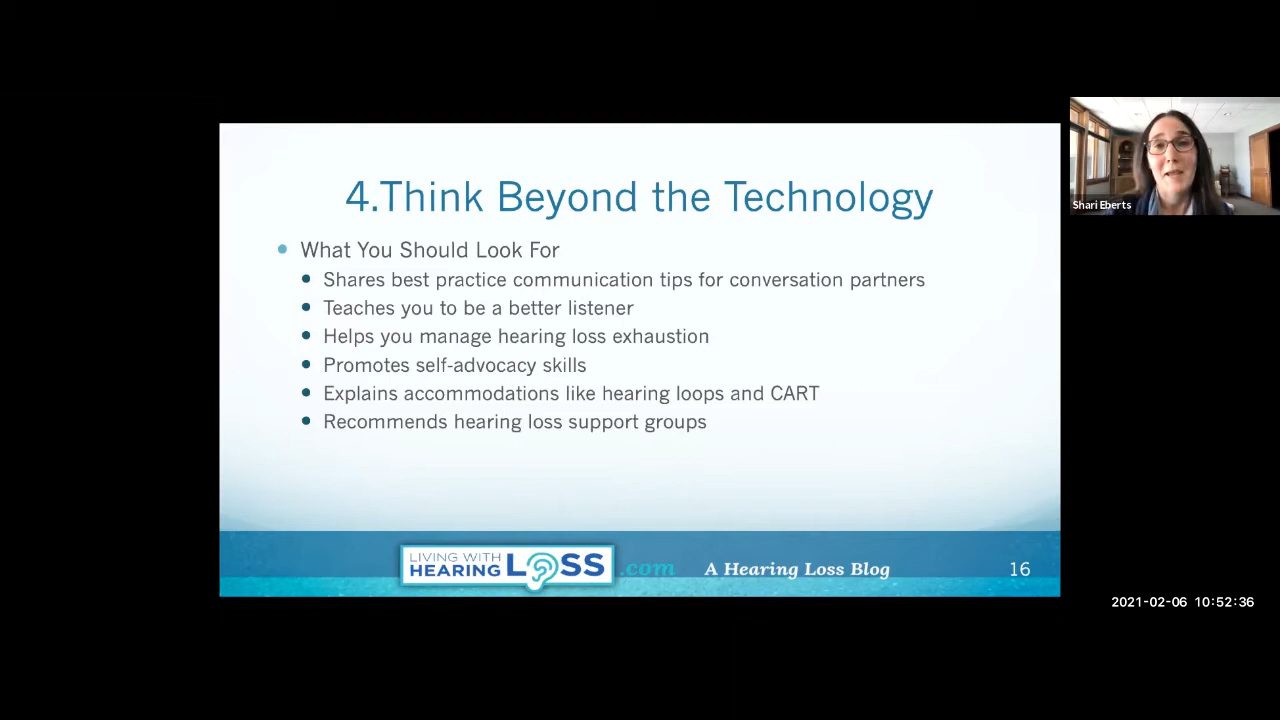 4.Think Beyond the Technology
What You Should Look For
Shares best practice communication tips for conversation partners
Teaches you to be a better listener
Helps you manage hearing loss exhaustion
Promotes self-advocacy skills
Explains accommodations like hearing loops and CART
Recommends hearing loss support groups
LIVING WITH
HEARING LOSS .com A Hearing Loss Blog 16
Shari Eberts
2021-02-06 10:52:36